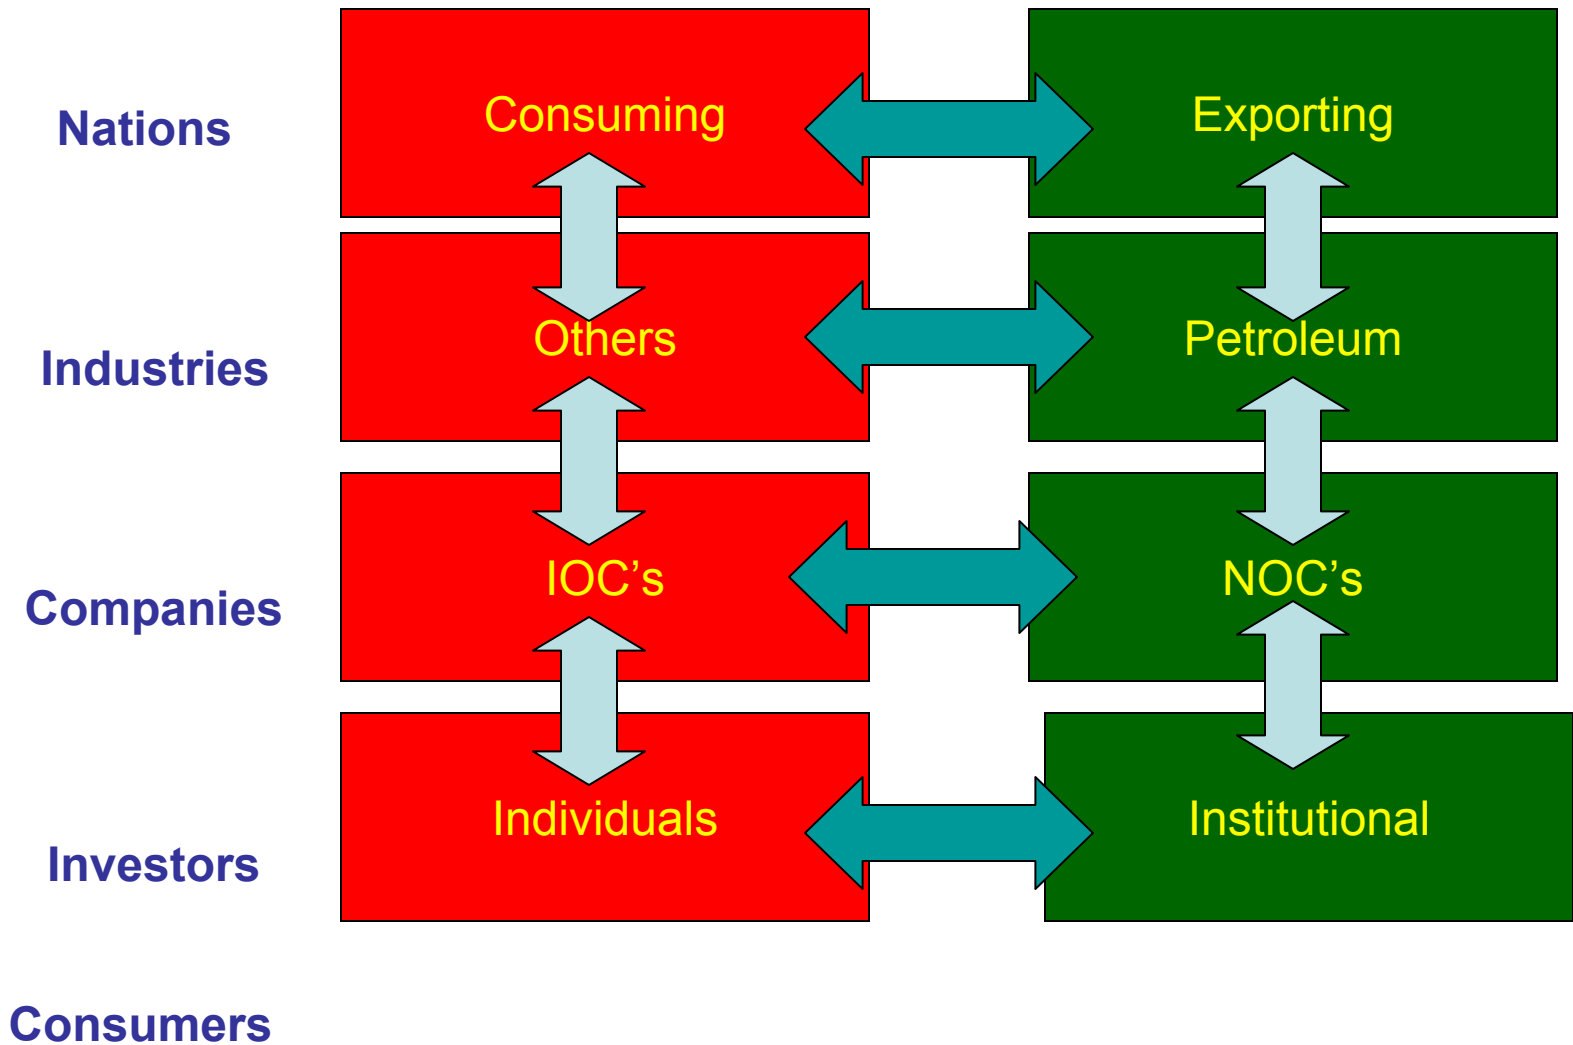 Nations
Consuming
Exporting
Industries
Others
Petroleum
Companies
IOC’s
NOC’s
Investors
Individuals
Institutional
Consumers